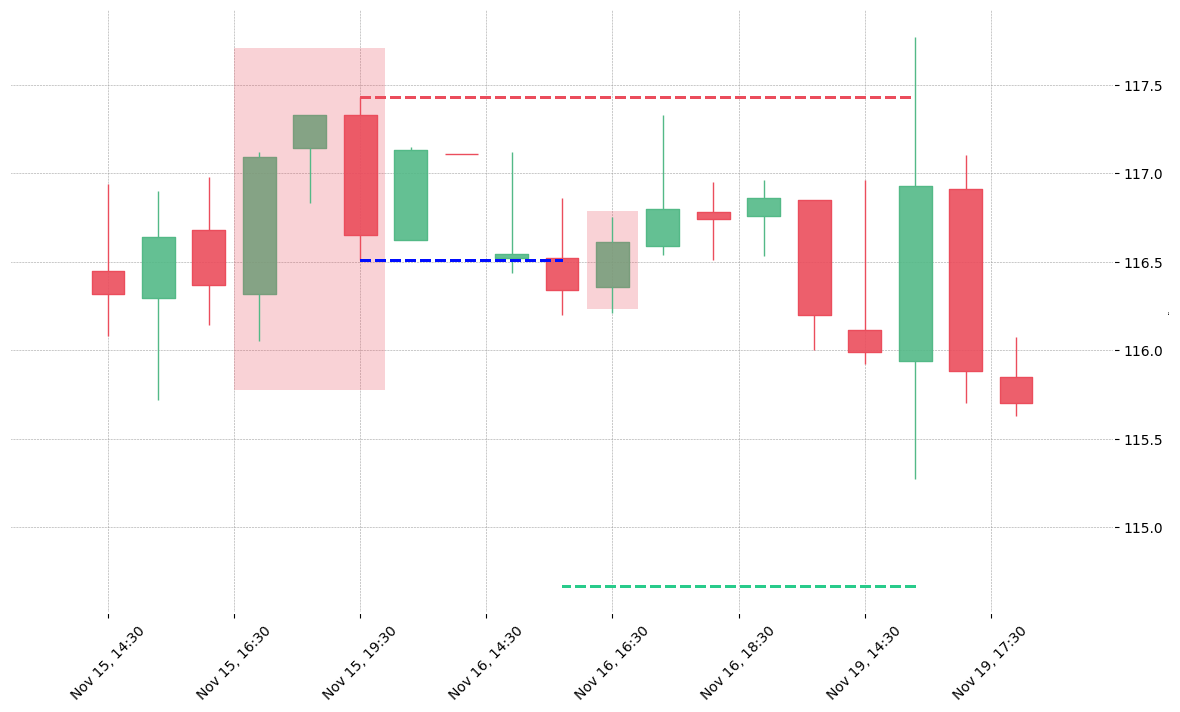 117.5
117.0
116.5
116.0
115.5
115.0
Nov 15, 14:30
Nov 15, 16:30
Nov 15, 19:30
Nov 16, 14:30
Nov 16, 16:30
Nov 16, 18:30
Nov 19, 14:30
Nov 19, 17:30